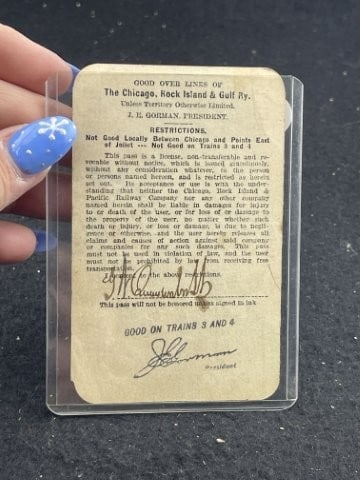 GOOD OVER LINES OF
The Chicago, Rock Island & Gulf Ry.
Unless Territory Otherwise Limited.
J. E. GORMAN, PRESIDENT.
RESTRICTIONS.
Not Good Locally Between Chicago and Points East
of Joliet --- Not Good on Trains 3 and 4
This pass is a license, non-transferable and re-
vocable without notice, which is issued gratuitously,
without any consideration whatever, to the person
or persons named herein, and is restricted as herein
set out. Its acceptance or use is with the under-
standing that neither the Chicago, Rock Island &
Pacific Railway Company nor any other company
named herein shall be liable in damages for injury
to or death of the user, or for loss of or damage to
the property of the user, no matter whether such
death or injury, or loss or damage, is due to negli-
gence or otherwise, and the user hereby releases all
claims and causes of action against said company
or companies for any such damages. This pass
must not be used in violation of law, and the user
must not be prohibited by law from receiving free
transportation.
I assent to the above restrictions.
This pass will not be honored unless signed in ink
GOOD ON TRAINS 3 AND 4
J E Gorman
President